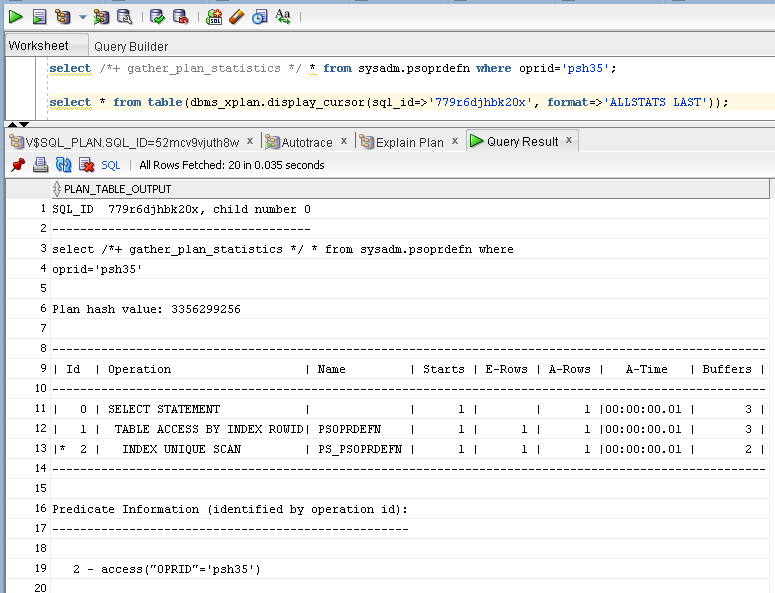 Worksheet Query Builder
select /*+ gather_plan_statistics */ * from sysadm.psoprdefn where oprid='psh35';
select * from table(dbms_xplan.display_cursor(sql_id=>'779r6djhbk20x', format=>'ALLSTATS LAST'));
V$SQL_PLAN.SQL_ID=52mcv9vjuth8w x Autotrace x Explain Plan x Query Result x
SQL | All Rows Fetched: 20 in 0.035 seconds
PLAN_TABLE_OUTPUT
1 SQL_ID  779r6djhbk20x, child number 0
2 -------------------------------------
3 select /*+ gather_plan_statistics */ * from sysadm.psoprdefn where
4 oprid='psh35'
5
6 Plan hash value: 3356299256
7
8 ------------------------------------------------------------------------------------------------------
9 | Id  | Operation                   | Name         | Starts | E-Rows | A-Rows |   A-Time   | Buffers |
10 ------------------------------------------------------------------------------------------------------
11 |   0 | SELECT STATEMENT            |              |      1 |        |      1 |00:00:00.01 |       3 |
12 |   1 |  TABLE ACCESS BY INDEX ROWID| PSOPRDEFN    |      1 |      1 |      1 |00:00:00.01 |       3 |
13 |*  2 |   INDEX UNIQUE SCAN         | PS_PSOPRDEFN |      1 |      1 |      1 |00:00:00.01 |       2 |
14 ------------------------------------------------------------------------------------------------------
15
16 Predicate Information (identified by operation id):
17 ---------------------------------------------------
18
19    2 - access("OPRID"='psh35')
20